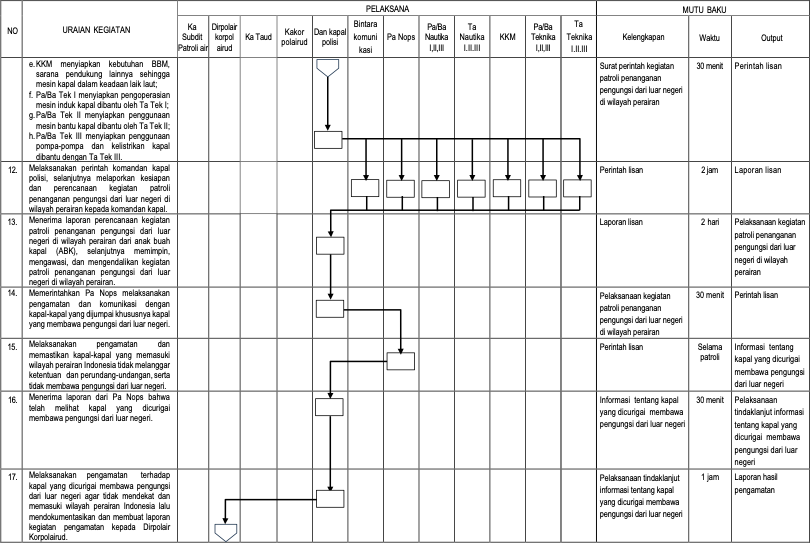 PELAKSANA
MUTU BAKU
NO
URAIAN KEGIATAN
Ka
Subdit
Patroli air
Dirpolair
korpol
airud
Ka Taud
Kakor
polairud
Dan kapal
polisi
Bintara
komuni
kasi
Pa Nops
Pa/Ba
Nautika
I,II,III
Ta
Nautika
I.II.III
KKM
Pa/Ba
Teknika
I,II,III
Ta
Teknika
I.II.III
Kelengkapan
Waktu
Output
e.KKM menyiapkan kebutuhan BBM,
sarana pendukung lainnya sehingga
mesin kapal dalam keadaan laik laut;
f. Pa/Ba Tek I menyiapkan pengoperasian
mesin induk kapal dibantu oleh Ta Tek I;
g.Pa/Ba Tek II menyiapkan penggunaan
mesin bantu kapal dibantu oleh Ta Tek II;
h.Pa/Ba Tek III menyiapkan penggunaan
pompa-pompa dan kelistrikan kapal
dibantu dengan Ta Tek III.
Surat perintah kegiatan
patroli penanganan
pengungsi dari luar negeri
di wilayah perairan
30 menit
Perintah lisan
12.
Melaksanakan perintah komandan kapal
polisi, selanjutnya melaporkan kesiapan
dan perencanaan kegiatan patroli
penanganan pengungsi dari luar negeri di
wilayah perairan kepada komandan kapal.
Perintah lisan
2 jam
Laporan lisan
13.
Menerima laporan perencanaan kegiatan
patroli penanganan pengungsi dari luar
negeri di wilayah perairan dari anak buah
kapal (ABK), selanjutnya memimpin,
mengawasi, dan mengendalikan kegiatan
patroli penanganan pengungsi dari luar
negeri di wilayah perairan.
Laporan lisan
2 hari
Pelaksanaan kegiatan
patroli penanganan
pengungsi dari luar
negeri di wilayah
perairan
14.
Memerintahkan Pa Nops melaksanakan
pengamatan dan komunikasi dengan
kapal-kapal yang dijumpai khususnya kapal
yang membawa pengungsi dari luar negeri.
Pelaksanaan kegiatan
patroli penanganan
pengungsi dari luar negeri
di wilayah perairan
30 menit
Perintah lisan
15.
Melaksanakan pengamatan dan
memastikan kapal-kapal yang memasuki
wilayah perairan Indonesia tidak melanggar
ketentuan dan perundang-undangan, serta
tidak membawa pengungsi dari luar negeri.
Perintah lisan
Selama
patroli
Informasi tentang
kapal yang dicurigai
membawa pengungsi
dari luar negeri
16.
Menerima laporan dari Pa Nops bahwa
telah melihat kapal yang dicurigai
membawa pengungsi dari luar negeri.
Informasi tentang kapal
yang dicurigai membawa
pengungsi dari luar negeri
30 menit
Pelaksanaan
tindaklanjut informasi
tentang kapal yang
dicurigai membawa
pengungsi dari luar
negeri
17.
Melaksanakan pengamatan terhadap
kapal yang dicurigai membawa pengungsi
dari luar negeri agar tidak mendekat dan
memasuki wilayah perairan Indonesia lalu
mendokumentasikan dan membuat laporan
kegiatan pengamatan kepada Dirpolair
Korpolairud.
Pelaksanaan tindaklanjut
informasi tentang kapal
yang dicurigai membawa
pengungsi dari luar negeri
1 jam
Laporan hasil
pengamatan